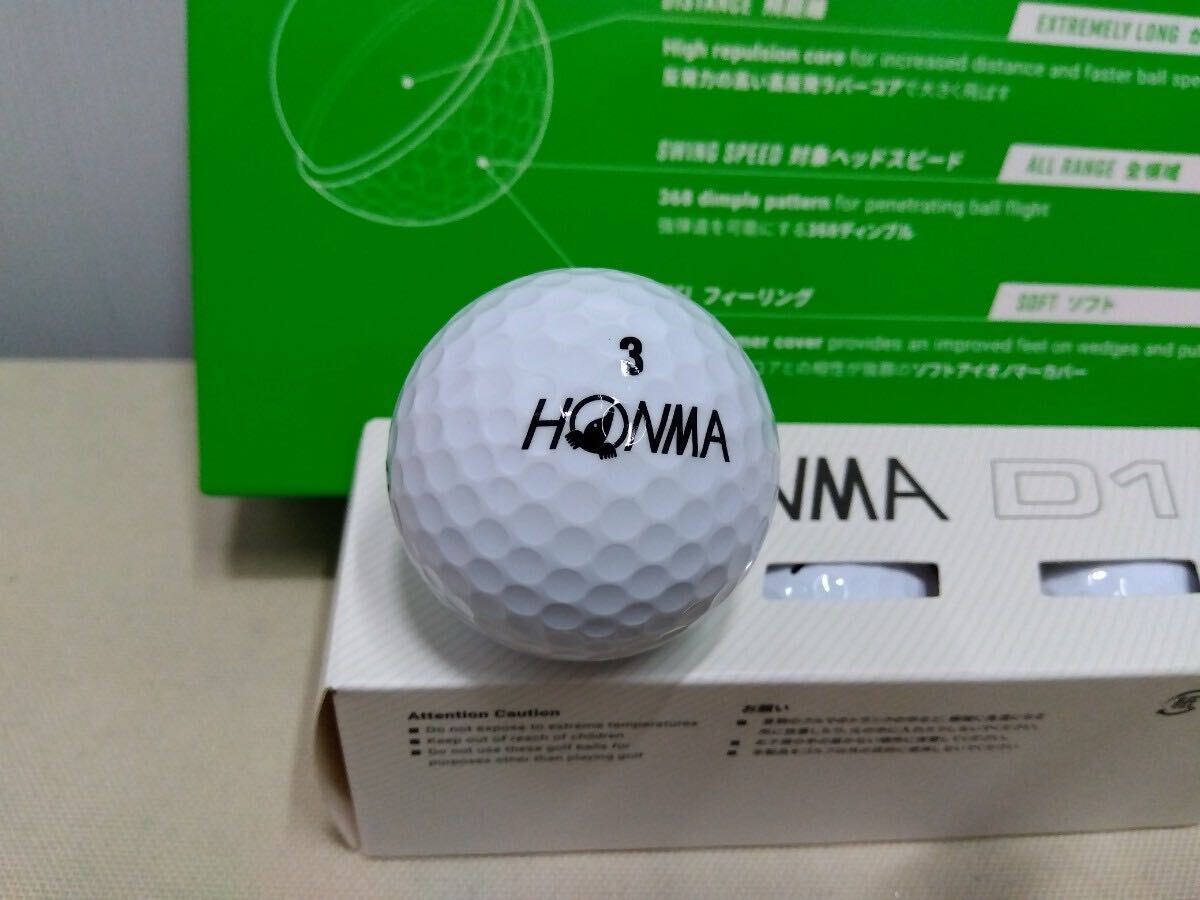 DISTANCE 飛距離
EXTREMELY LONG
High repulsion core for increased distance and faster ball spe
反発力の高い高反発ラバーコアで大きく飛ばす
SWING SPEED 対象ヘッドスピード
ALL RANGE 全領域
368 dimple pattern for penetrating ball flight
強弾道を可能にする368ディンプル
フィーリング
SOFT ソフト
cover provides an improved feel on wedges and
との相性が抜群のソフトアイオノマーカバー
3
HONMA
NMA D1
Attention Caution
■ Do not expose to extreme temperatures
■ Keep out of reach of children
■ Do not use these golf balls for
purposes other than playing golf
お願い